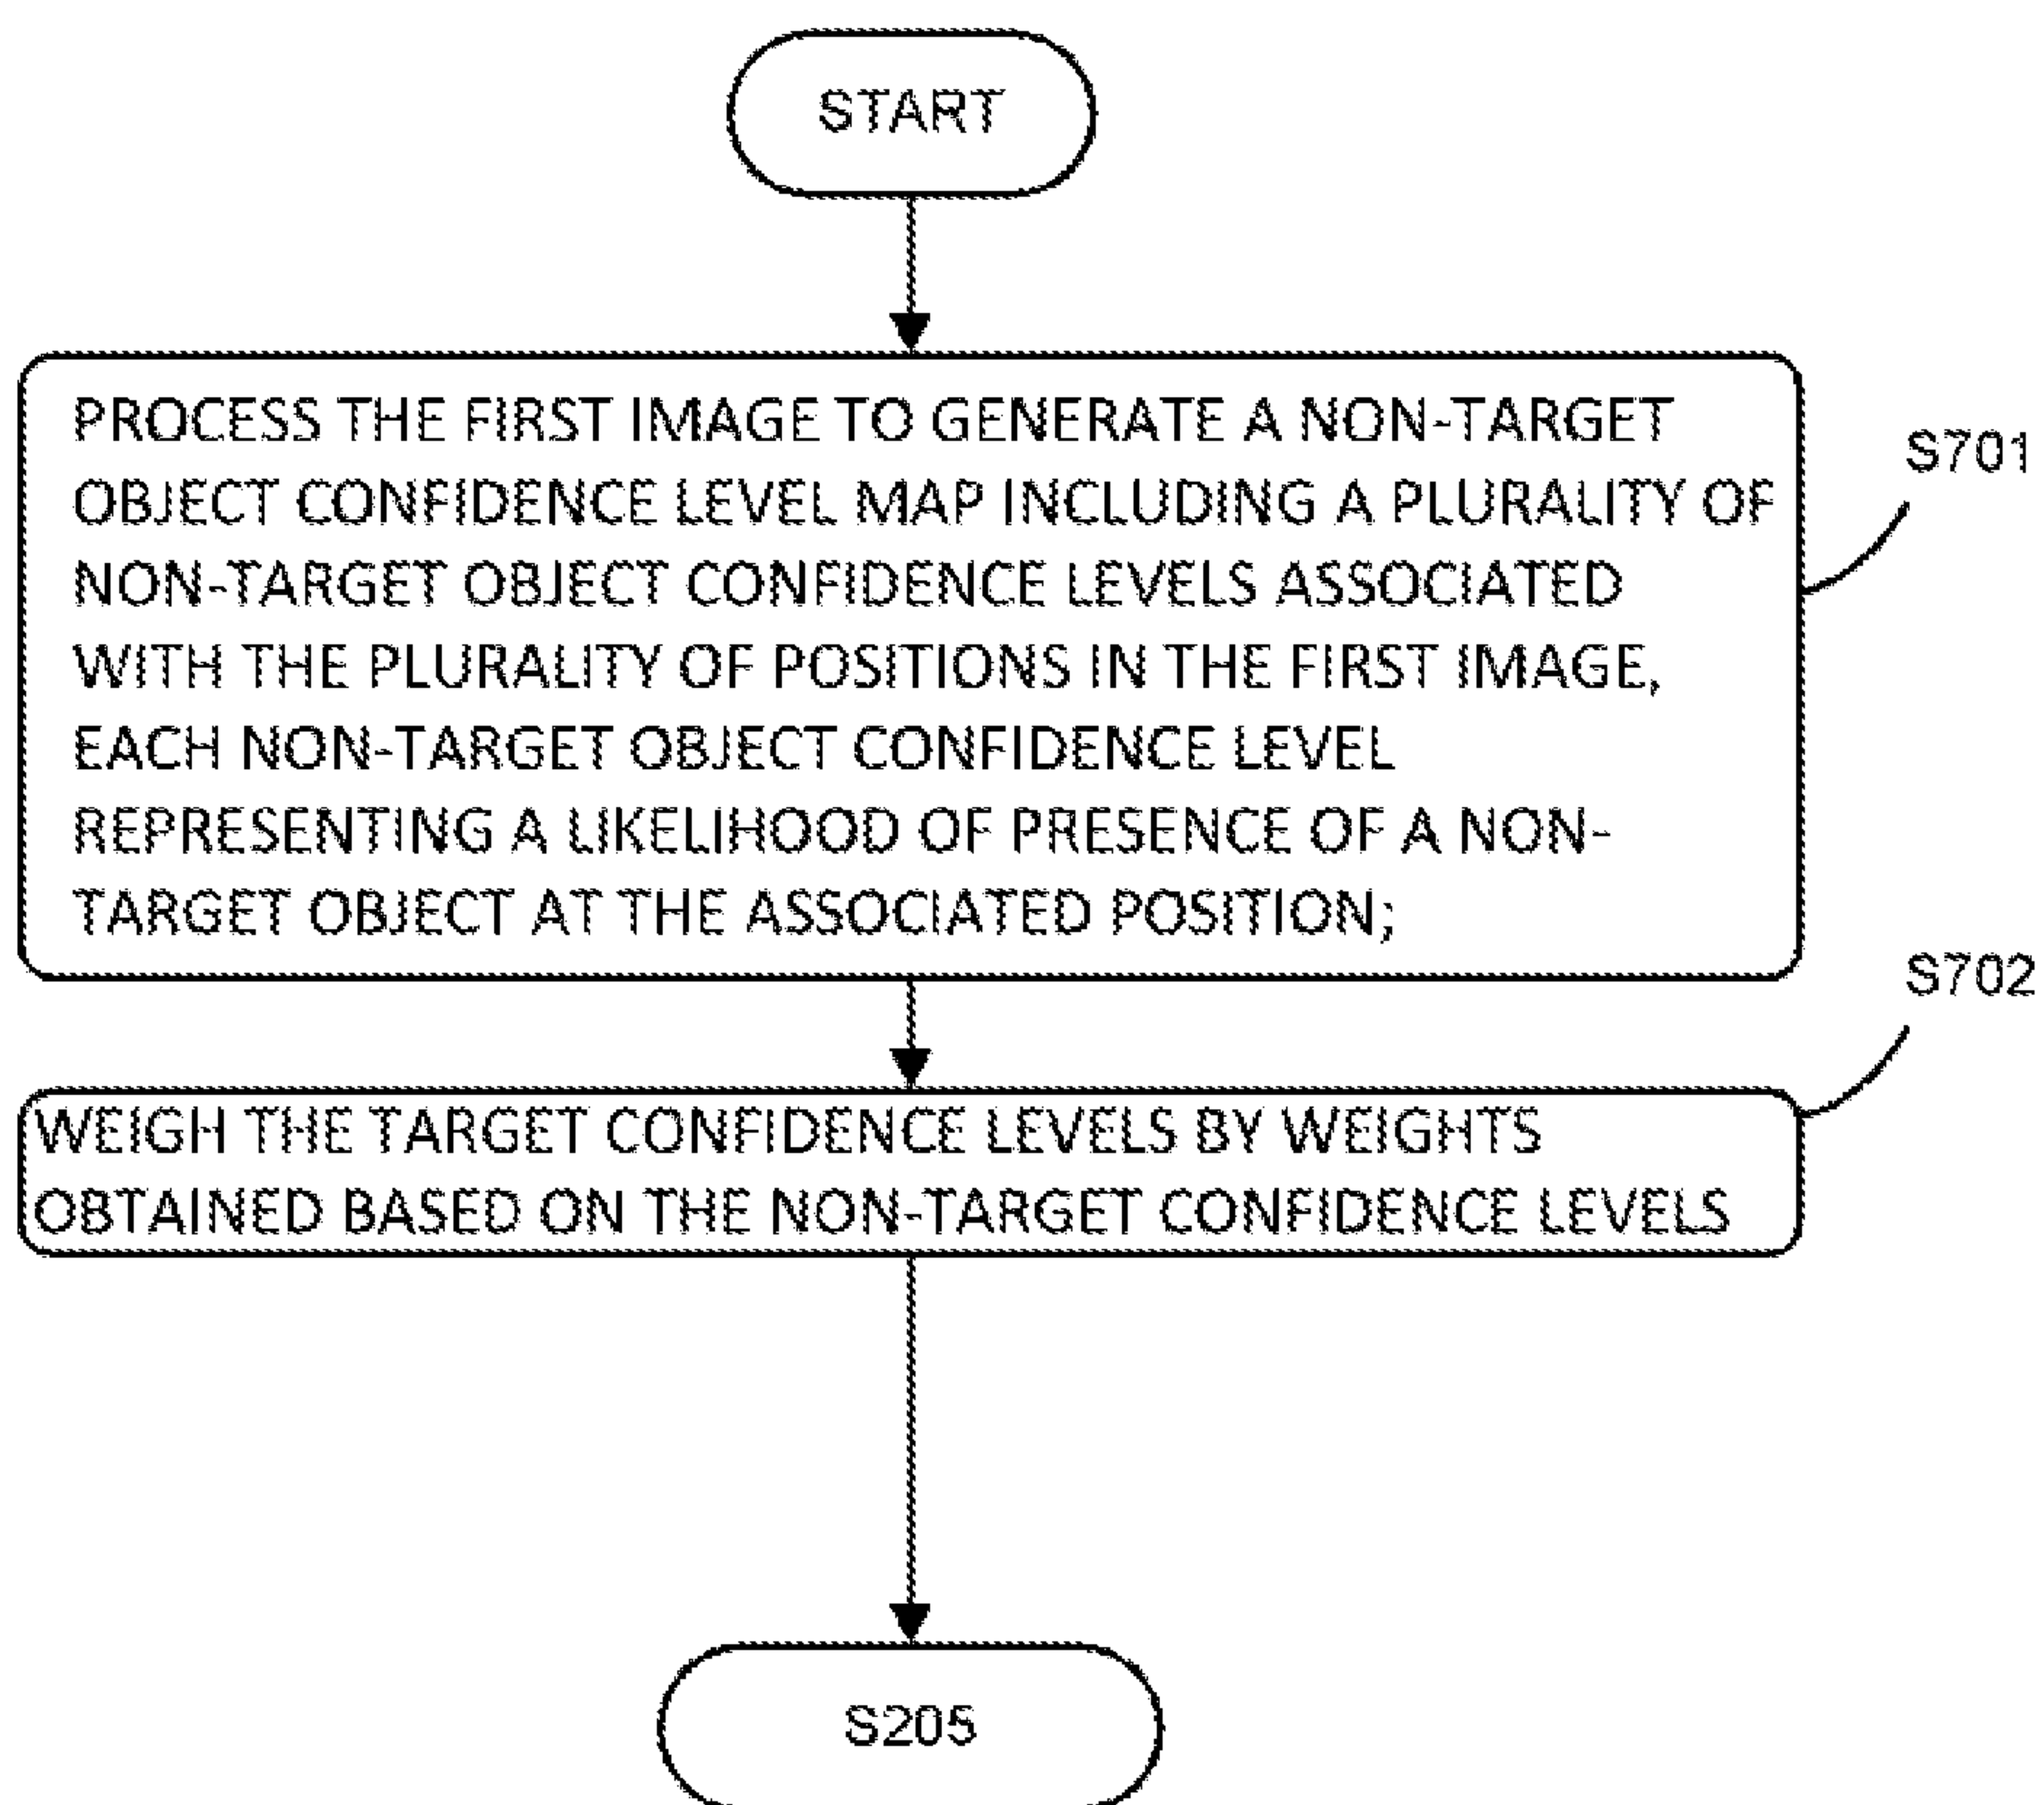 START
PROCESS THE FIRST IMAGE TO GENERATE A NON-TARGET
OBJECT CONFIDENCE LEVEL MAP INCLUDING A PLURALITY OF
NON-TARGET OBJECT CONFIDENCE LEVELS ASSOCIATED
WITH THE PLURALITY OF POSITIONS IN THE FIRST IMAGE,
EACH NON-TARGET OBJECT CONFIDENCE LEVEL
REPRESENTING A LIKELIHOOD OF PRESENCE OF A NON-
TARGET OBJECT AT THE ASSOCIATED POSITION;
S701
WEIGH THE TARGET CONFIDENCE LEVELS BY WEIGHTS
OBTAINED BASED ON THE NON-TARGET CONFIDENCE LEVELS
S702
S205